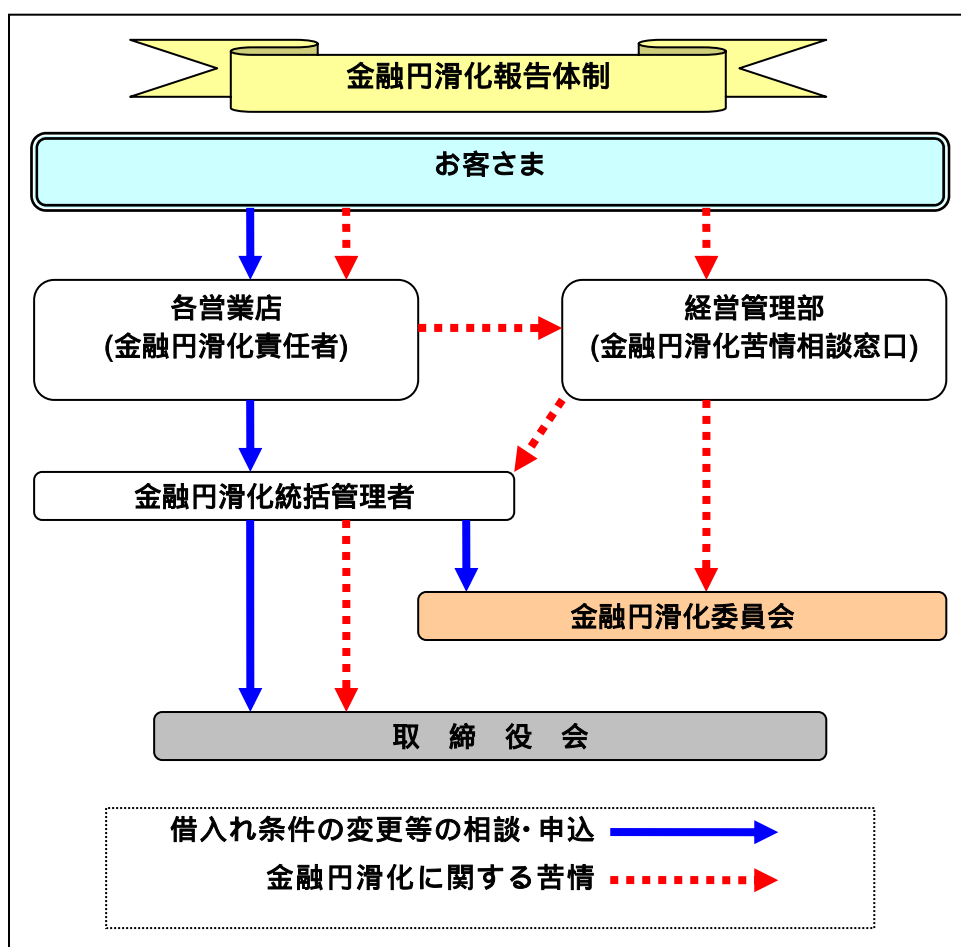 金融円滑化報告体制
お客さま
各営業店
(金融円滑化責任者)
経営管理部
(金融円滑化苦情相談窓口)
金融円滑化統括管理者
金融円滑化委員会
取 締 役 会
借入れ条件の変更等の相談・申込
金融円滑化に関する苦情